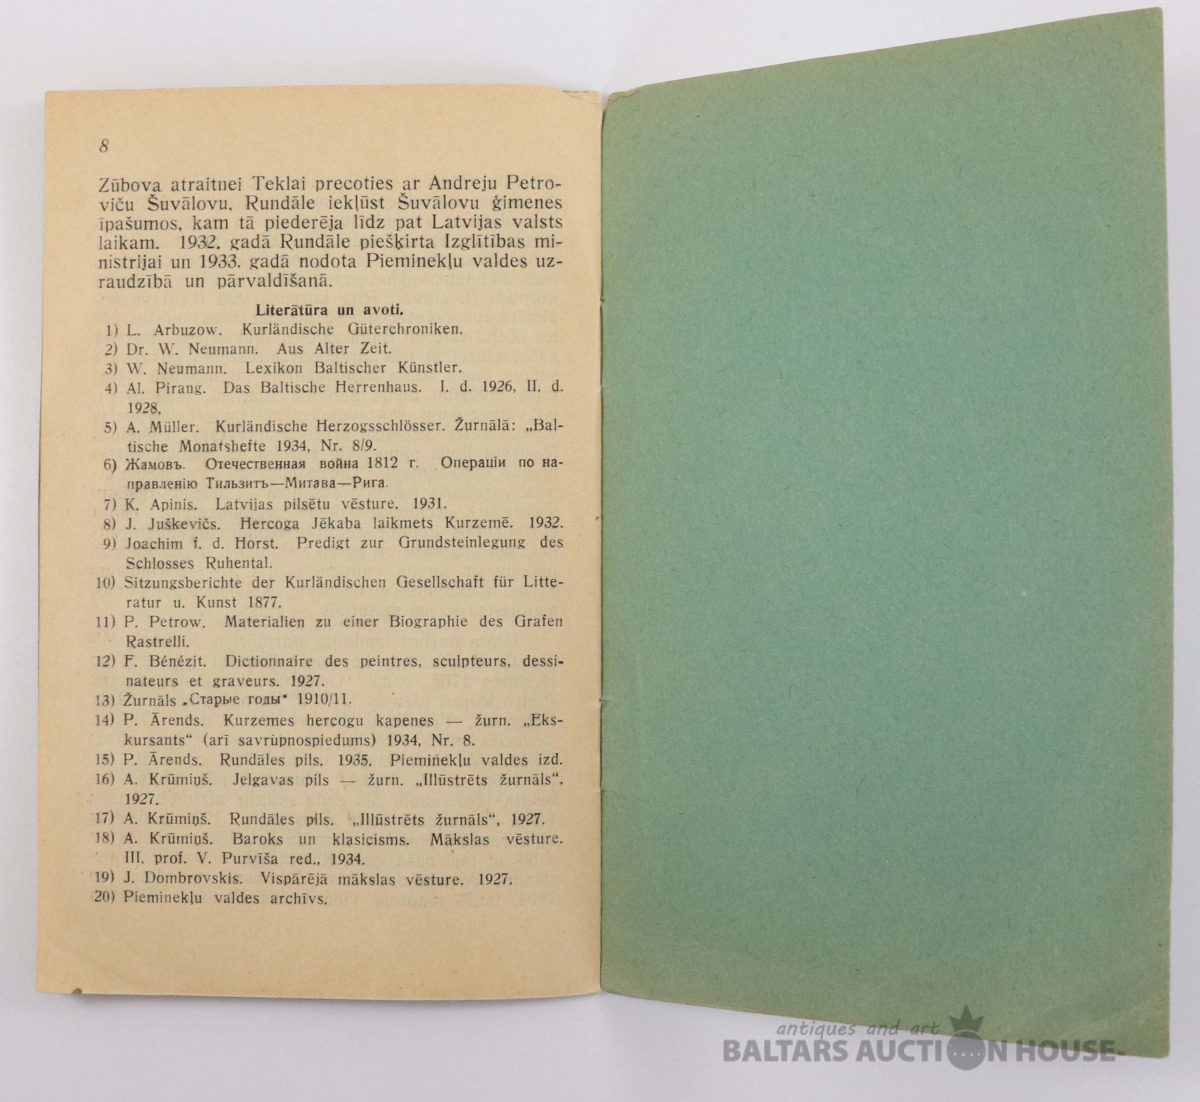 8
Zūbova atraitnei Teklai precoties ar Andreju Petro-
viču Šuvālovu, Rundāle iekļūst Šuvālovu ģimenes
īpašumos, kam tā piederēja līdz pat Latvijas valsts
laikam. 1932. gadā Rundāle piešķirta Izglītības mi-
nistrijai un 1933. gadā nodota Pieminekļu valdes uz-
raudzībā un pārvaldīšanā.
Literātūra un avoti.
1) L. Arbuzow. Kurländische Güterchroniken.
2) Dr. W. Neumann. Aus Alter Zeit.
3) W. Neumann. Lexikon Baltischer Künstler.
4) Al. Pirang. Das Baltische Herrenhaus. I. d. 1926, II. d.
1928.
5) A. Müller. Kurländische Herzogsschlösser. Žurnālā: „Bal-
tische Monatshefte 1934, Nr. 8/9.
6) Жамовъ. Отечественная война 1812 г. Операціи по на-
правленію Тильзитъ—Митава—Рига.
7) K. Apinis. Latvijas pilsētu vēsture. 1931.
8) J. Juškevičs. Hercoga Jēkaba laikmets Kurzemē. 1932.
9) Joachim f. d. Horst. Predigt zur Grundsteinlegung des
Schlosses Ruhental.
10) Sitzungsberichte der Kurländischen Gesellschaft für Litte-
ratur u. Kunst 1877.
11) P. Petrow. Materialien zu einer Biographie des Grafen
Rastrelli.
12) F. Bénézit. Dictionnaire des peintres, sculpteurs, dessi-
nateurs et graveurs. 1927.
13) Žurnāls „Старые годы“ 1910/11.
14) P. Ārends. Kurzemes hercogu kapenes — žurn. „Eks-
kursants“ (arī savrūpnospiedums) 1934, Nr. 8.
15) P. Ārends. Rundāles pils. 1935. Pieminekļu valdes izd.
16) A. Krūmiņš. Jelgavas pils — žurn. „Illūstrēts žurnāls“,
1927.
17) A. Krūmiņš. Rundāles pils. „Illūstrēts žurnāls“, 1927.
18) A. Krūmiņš. Baroks un klasicisms. Mākslas vēsture.
III. prof. V. Purvīša red., 1934.
19) J. Dombrovskis. Vispārējā mākslas vēsture. 1927.
20) Pieminekļu valdes archīvs.
antiques and art
BALTARS AUCTION HOUSE